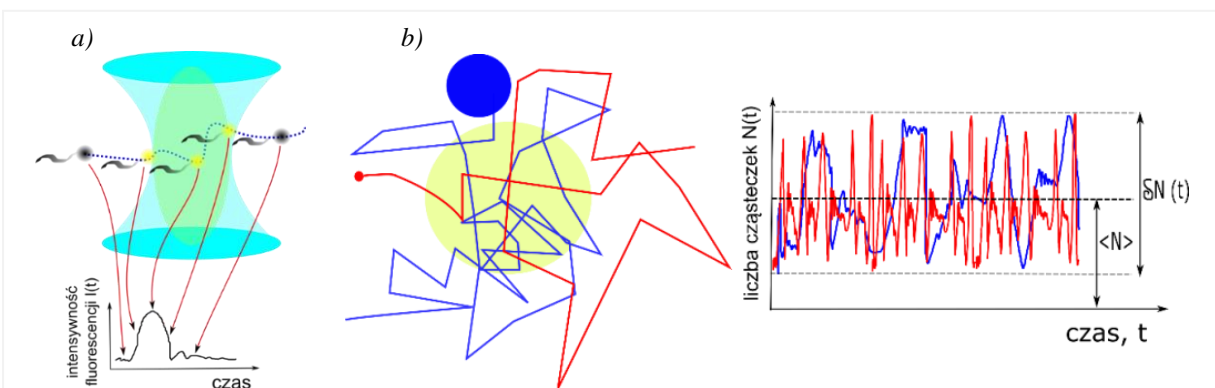 a)
b)
intensywność
fluorescencji I(t)
czas
liczba cząsteczek N(t)
δN (t)
<N>
czas, t